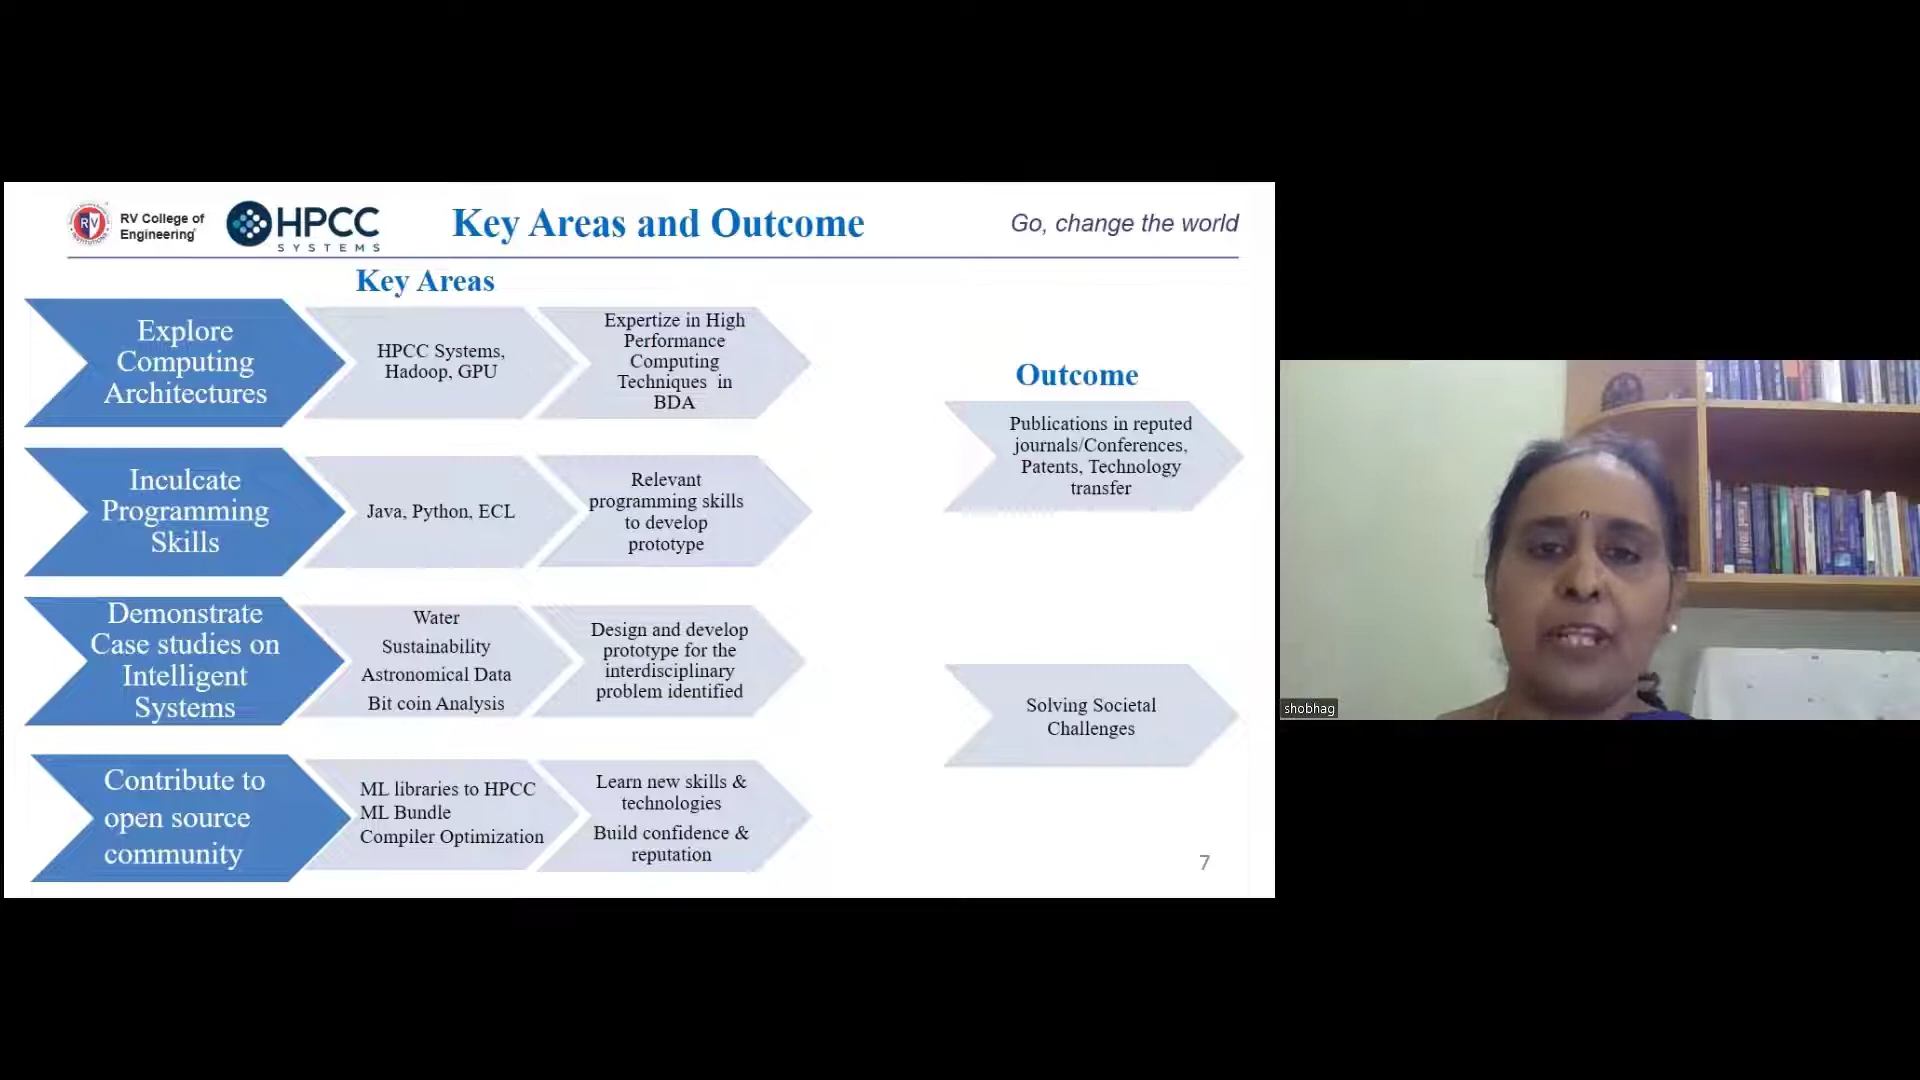 RV College of
Engineering
HPCC
SYSTEMS
Key Areas and Outcome
Go, change the world
Key Areas
Explore
Computing
Architectures
HPCC Systems,
Hadoop, GPU
Expertize in High
Performance
Computing
Techniques in
BDA
Inculcate
Programming
Skills
Java, Python, ECL
Relevant
programming skills
to develop
prototype
Demonstrate
Case studies on
Intelligent
Systems
Water
Sustainability
Astronomical Data
Bit coin Analysis
Design and develop
prototype for the
interdisciplinary
problem identified
Contribute to
open source
community
ML libraries to HPCC
ML Bundle
Compiler Optimization
Learn new skills &
technologies
Build confidence &
reputation
Outcome
Publications in reputed
journals/Conferences,
Patents, Technology
transfer
Solving Societal
Challenges
7
shobhag